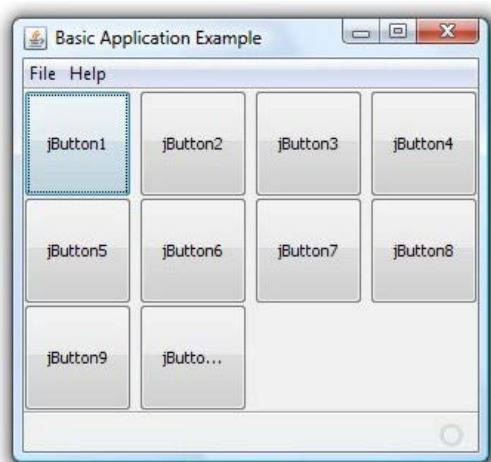 Basic Application Example
File Help
jButton1 jButton2 jButton3 jButton4
jButton5 jButton6 jButton7 jButton8
jButton9 jButto...